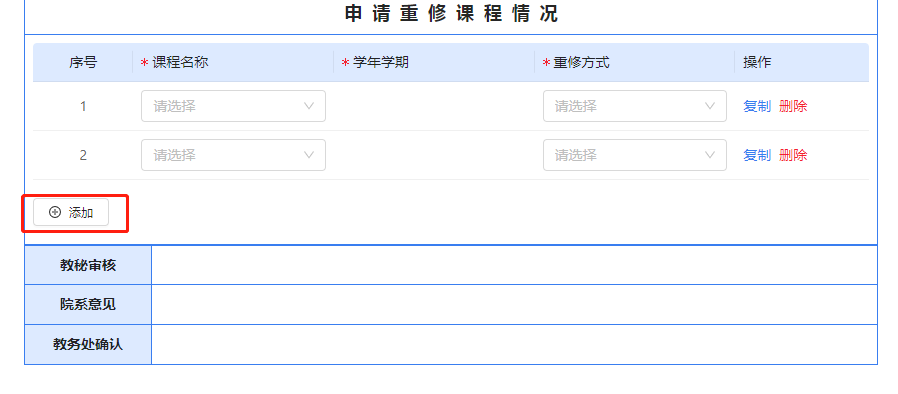 申请重修课程情况
序号 * 课程名称 * 学年学期 * 重修方式 操作
1 请选择 请选择 复制 删除
2 请选择 请选择 复制 删除
添加
教秘审核
院系意见
教务处确认